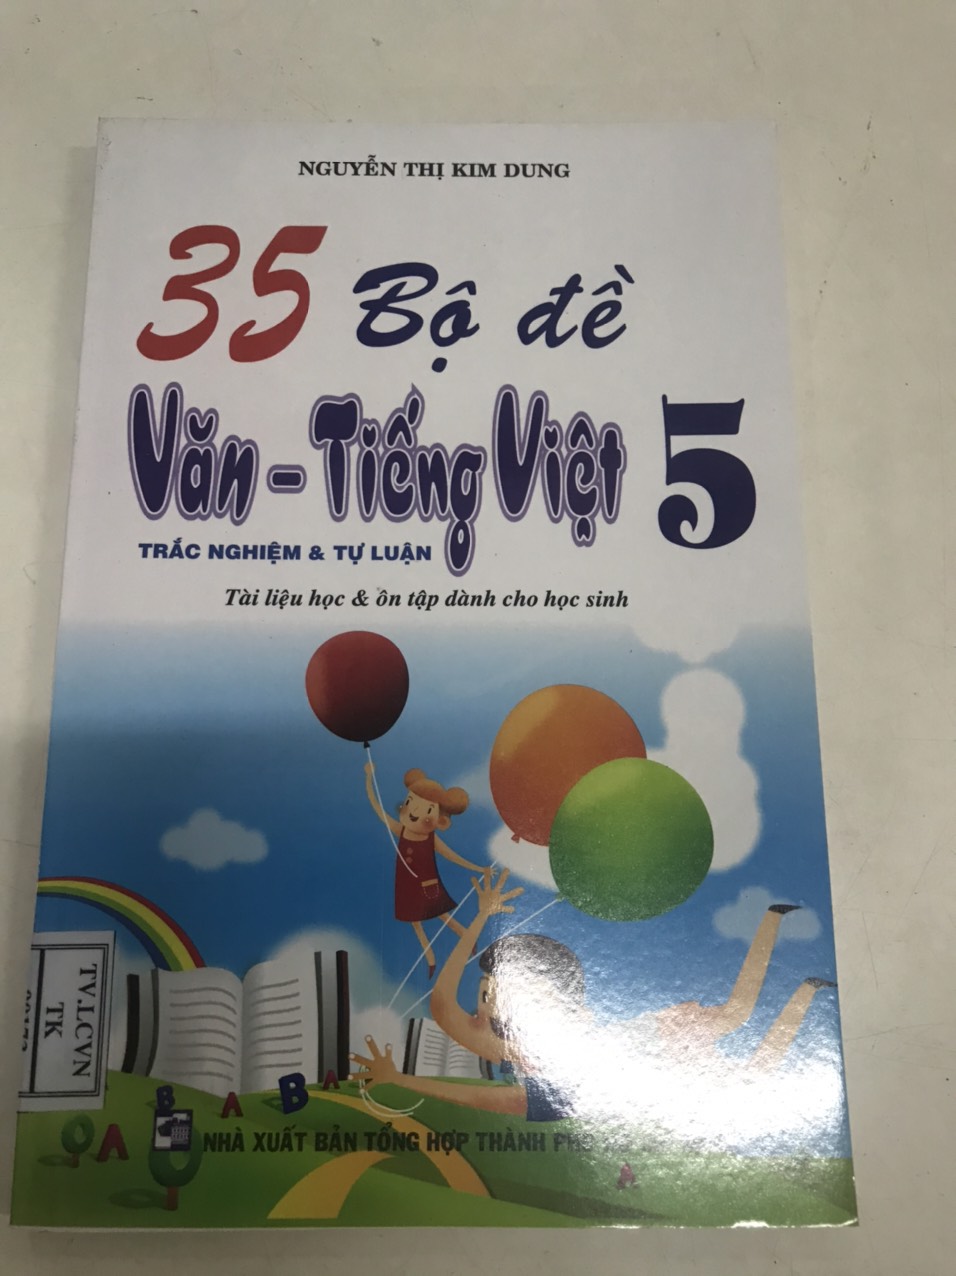 NGUYỄN THỊ KIM DUNG
35 Bộ đề
Văn - Tiếng Việt 5
TRẮC NGHIỆM & TỰ LUẬN
Tài liệu học & ôn tập dành cho học sinh
TV.LCVN
TK
B A B A
A
NHÀ XUẤT BẢN TỔNG HỢP THÀNH
A